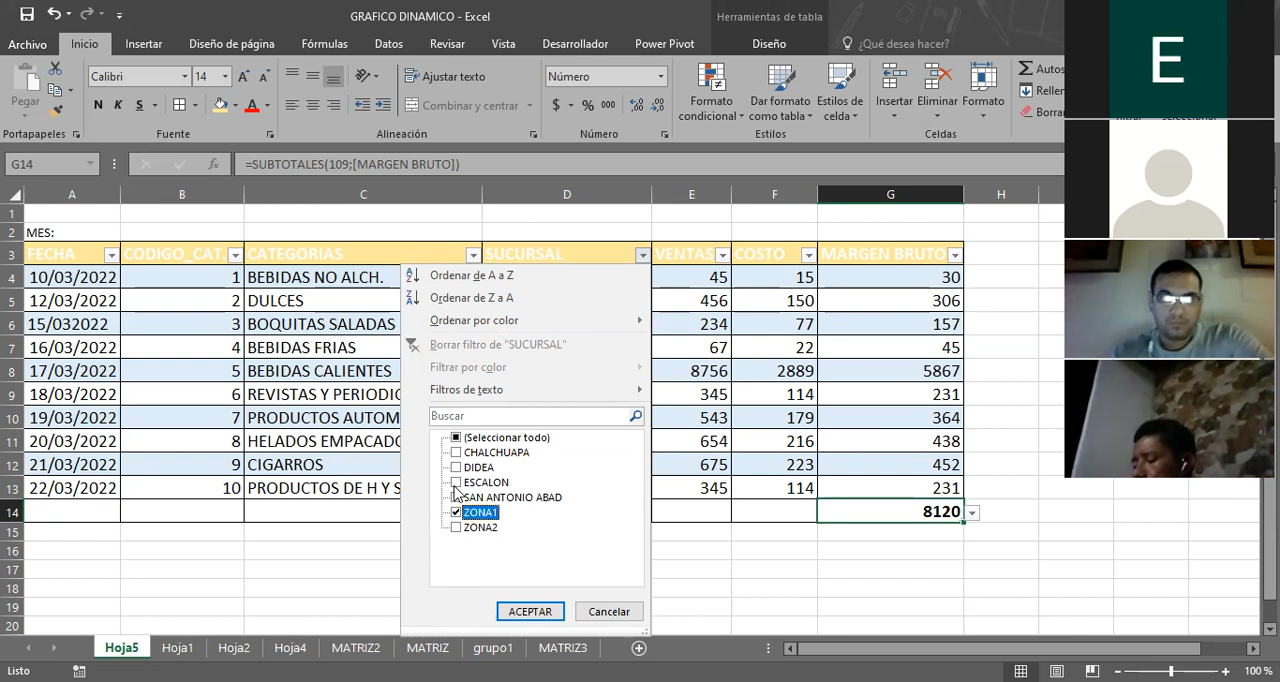 GRAFICO DINAMICO - Excel
Herramientas de tabla
Archivo Inicio Insertar Diseño de página Fórmulas Datos Revisar Vista Desarrollador Power Pivot Diseño ¿Qué desea hacer?
Calibri 14 Ajustar texto Número Autos
Pegar N K S A Combinar y centrar $ % 000 Formato condicional Dar formato como tabla Estilos de celda Insertar Eliminar Formato Rellen
Borrar
Portapapeles Fuente Alineación Número Estilos Celdas
E
G14 fx =SUBTOTALES(109;[MARGEN BRUTO])
A B C D E F G H
1
2 MES:
3 FECHA CODIGO_CAT. CATEGORIAS SUCURSAL VENTAS COSTO MARGEN BRUTO
4 10/03/2022 1 BEBIDAS NO ALCH. 45 15 30
5 12/03/2022 2 DULCES 456 150 306
6 15/032022 3 BOQUITAS SALADAS 234 77 157
7 16/03/2022 4 BEBIDAS FRIAS 67 22 45
8 17/03/2022 5 BEBIDAS CALIENTES 8756 2889 5867
9 18/03/2022 6 REVISTAS Y PERIODIC 345 114 231
10 19/03/2022 7 PRODUCTOS AUTOM 543 179 364
11 20/03/2022 8 HELADOS EMPACADO 654 216 438
12 21/03/2022 9 CIGARROS 675 223 452
13 22/03/2022 10 PRODUCTOS DE H Y S 345 114 231
14 8120
15
16
17
18
19
20
Ordenar de A a Z
Ordenar de Z a A
Ordenar por color
Borrar filtro de "SUCURSAL"
Filtrar por color
Filtros de texto
Buscar
(Seleccionar todo)
CHALCHUAPA
DIDEA
ESCALON
SAN ANTONIO ABAD
ZONA1
ZONA2
ACEPTAR Cancelar
Hoja5 Hoja1 Hoja2 Hoja4 MATRIZ2 MATRIZ grupo1 MATRIZ3
Listo 100 %